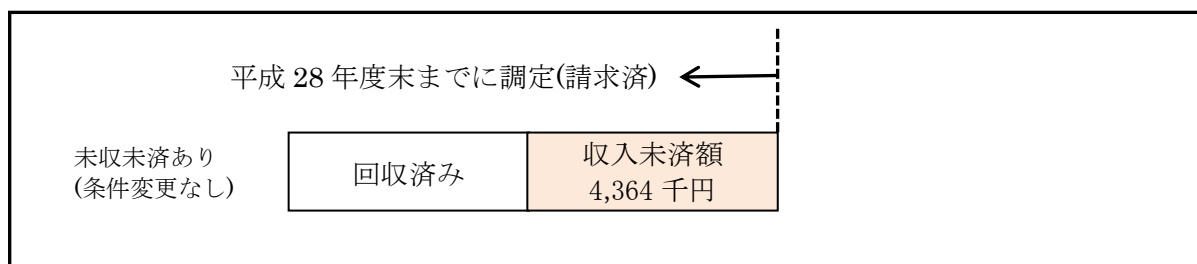 平成 28 年度末までに調定(請求済)
未収未済あり
(条件変更なし)
回収済み
収入未済額
4,364 千円